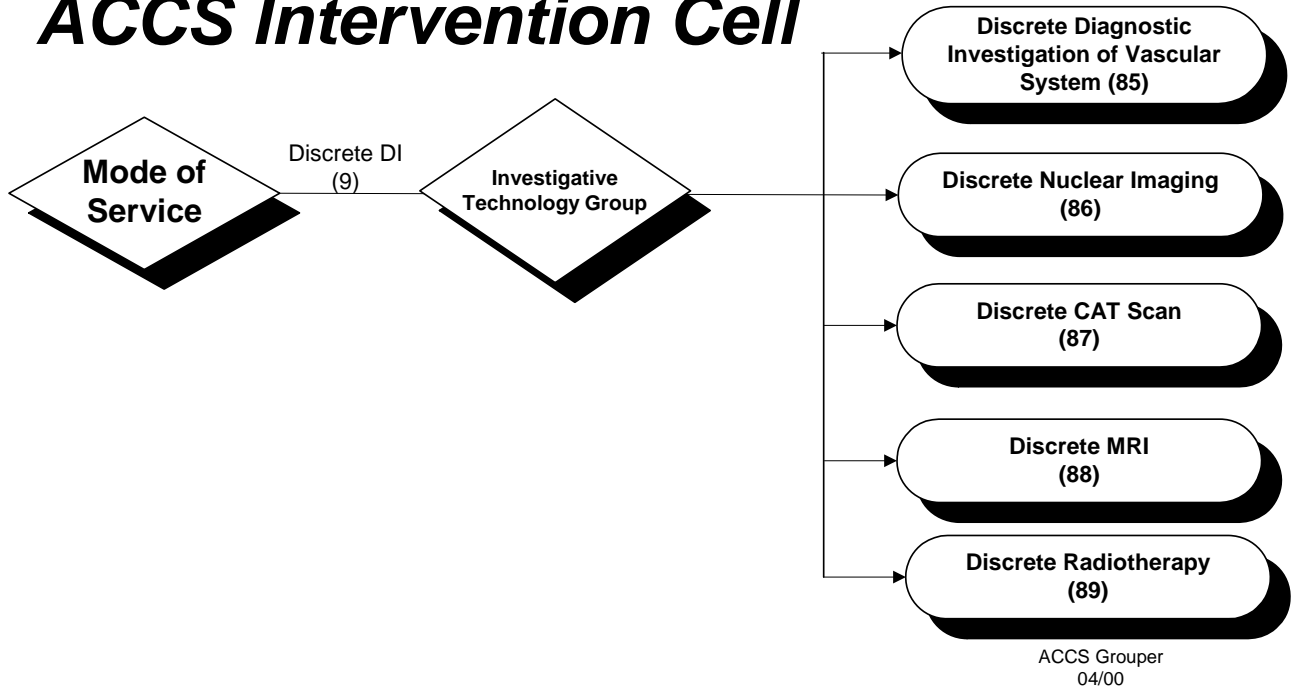 ACCS Intervention Cell
Mode of
Service
Discrete DI
(9)
Investigative
Technology Group
Discrete Diagnostic
Investigation of Vascular
System (85)
Discrete Nuclear Imaging
(86)
Discrete CAT Scan
(87)
Discrete MRI
(88)
Discrete Radiotherapy
(89)
ACCS Grouper
04/00